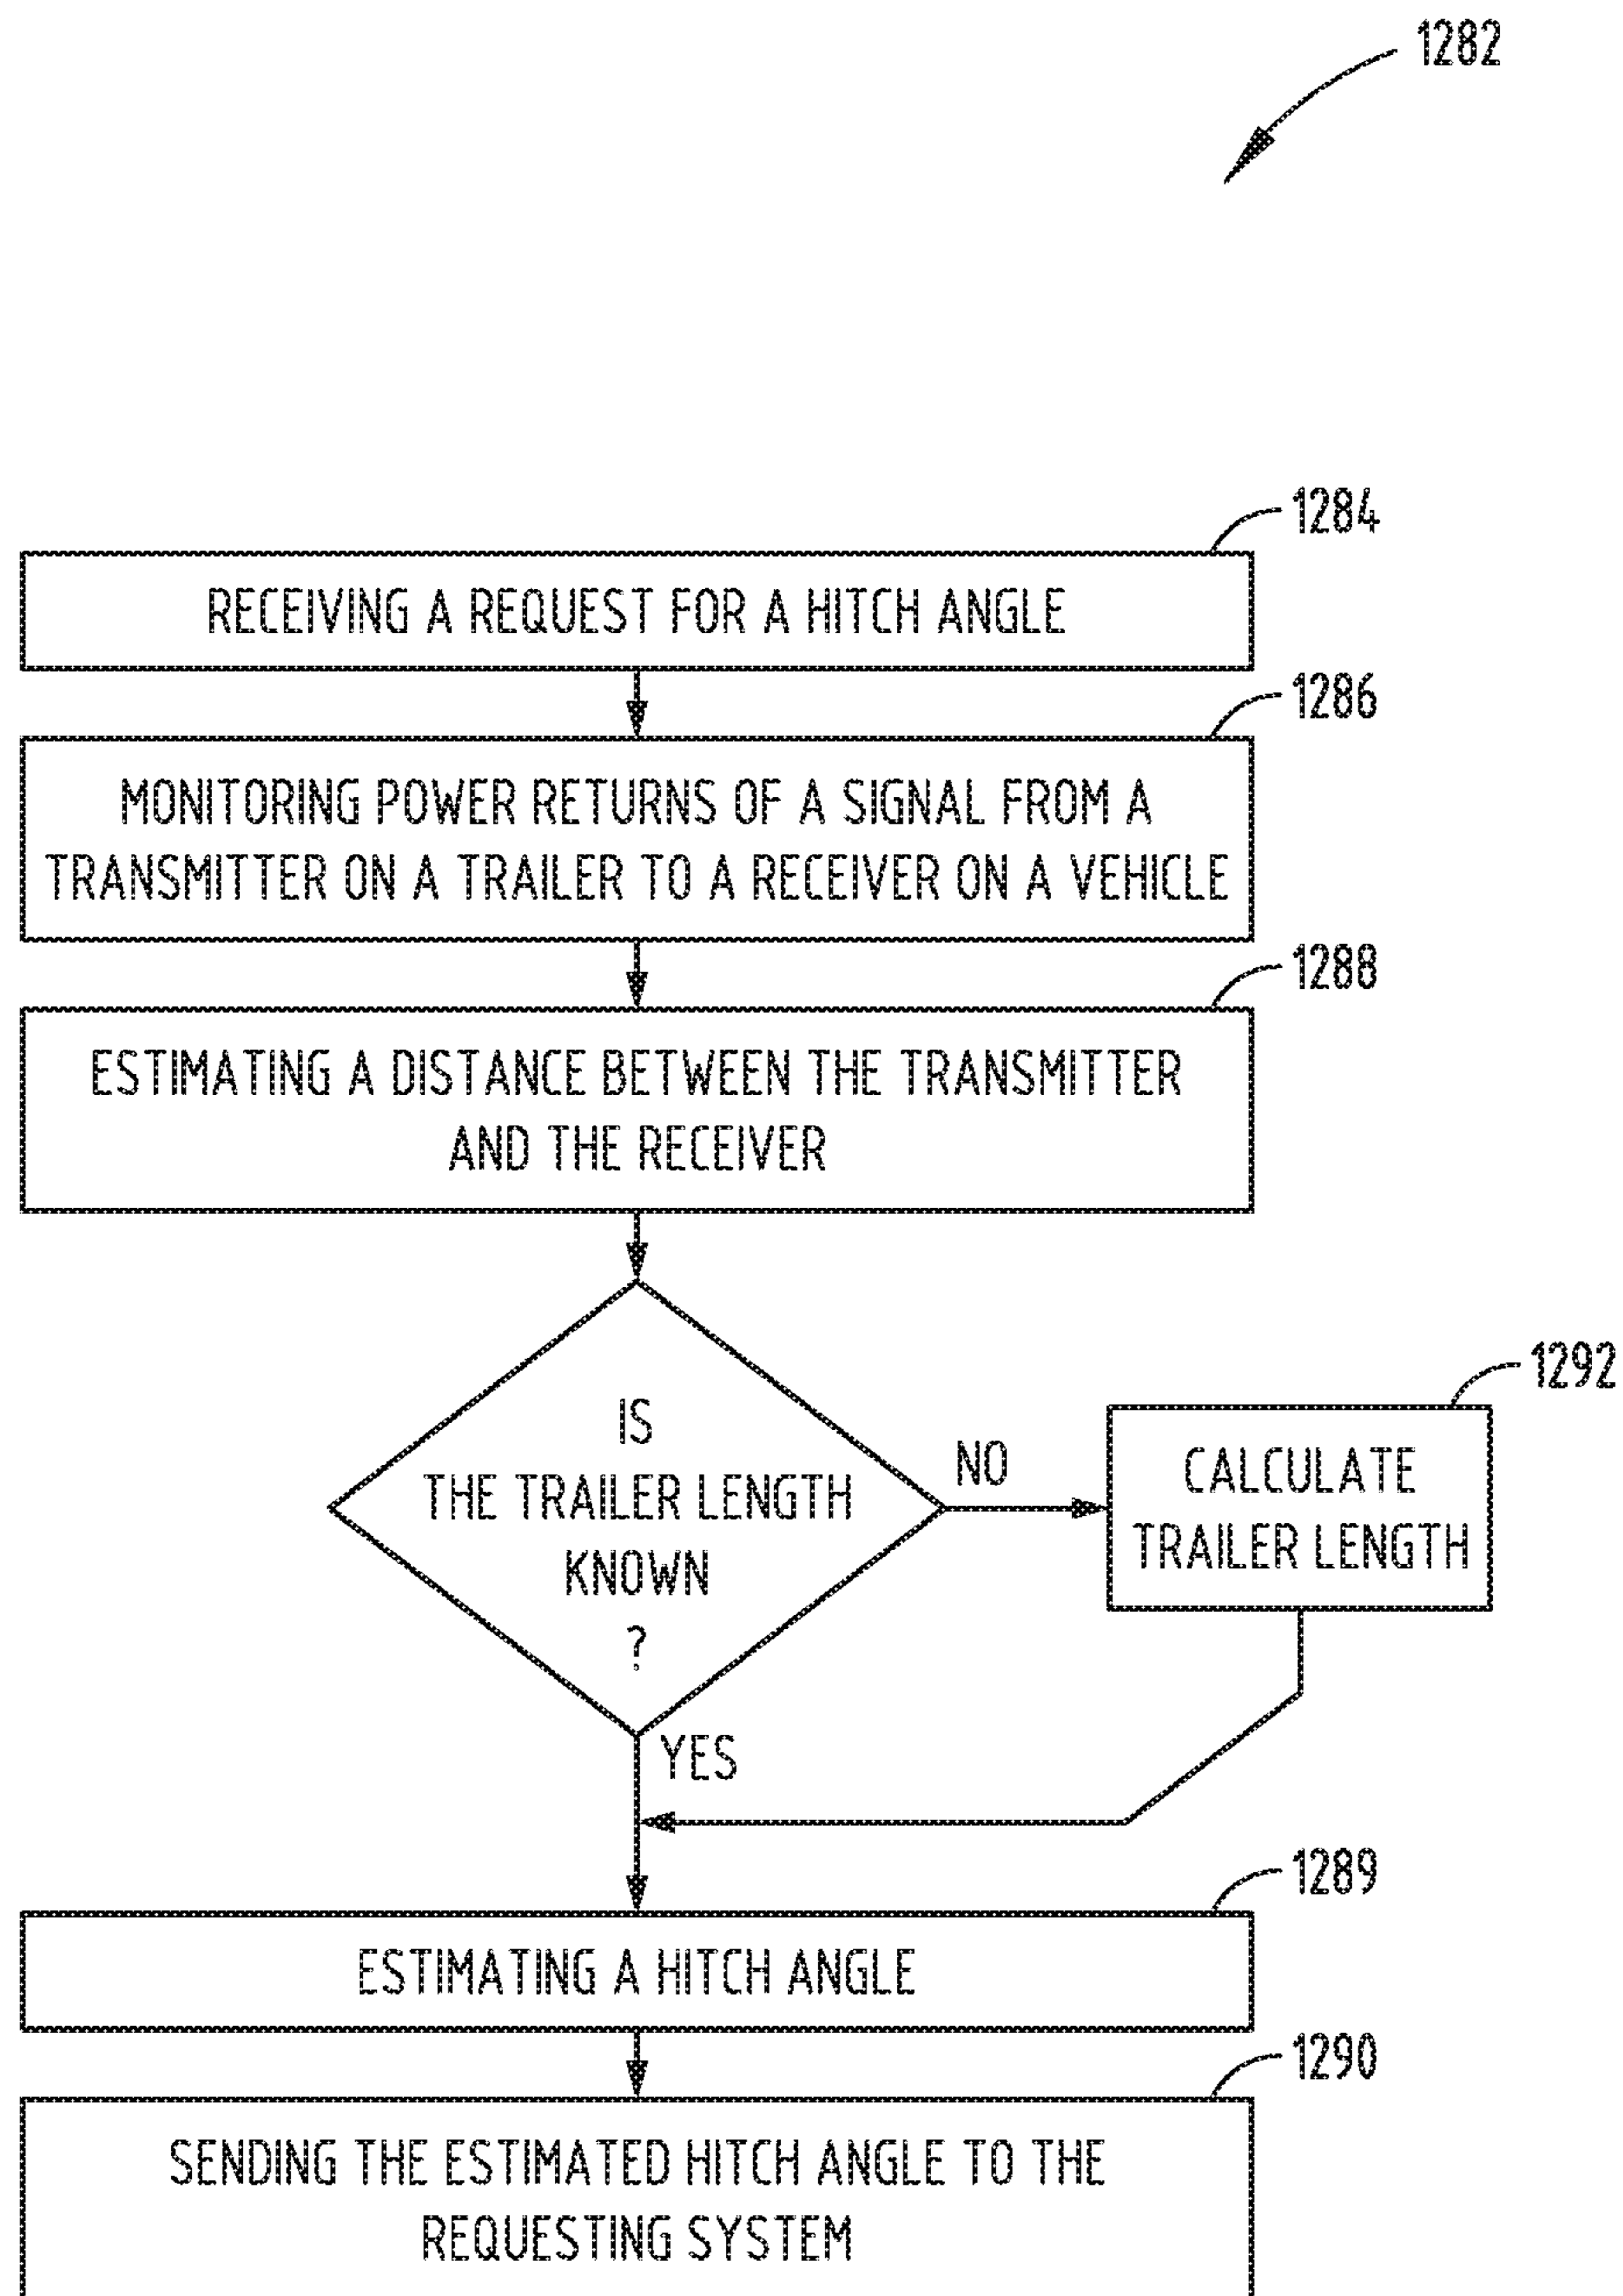 1282
1284
RECEIVING A REQUEST FOR A HITCH ANGLE
1286
MONITORING POWER RETURNS OF A SIGNAL FROM A
TRANSMITTER ON A TRAILER TO A RECEIVER ON A VEHICLE
1288
ESTIMATING A DISTANCE BETWEEN THE TRANSMITTER
AND THE RECEIVER
IS
THE TRAILER LENGTH
KNOWN
?
NO
1292
CALCULATE
TRAILER LENGTH
YES
1289
ESTIMATING A HITCH ANGLE
1290
SENDING THE ESTIMATED HITCH ANGLE TO THE
REQUESTING SYSTEM